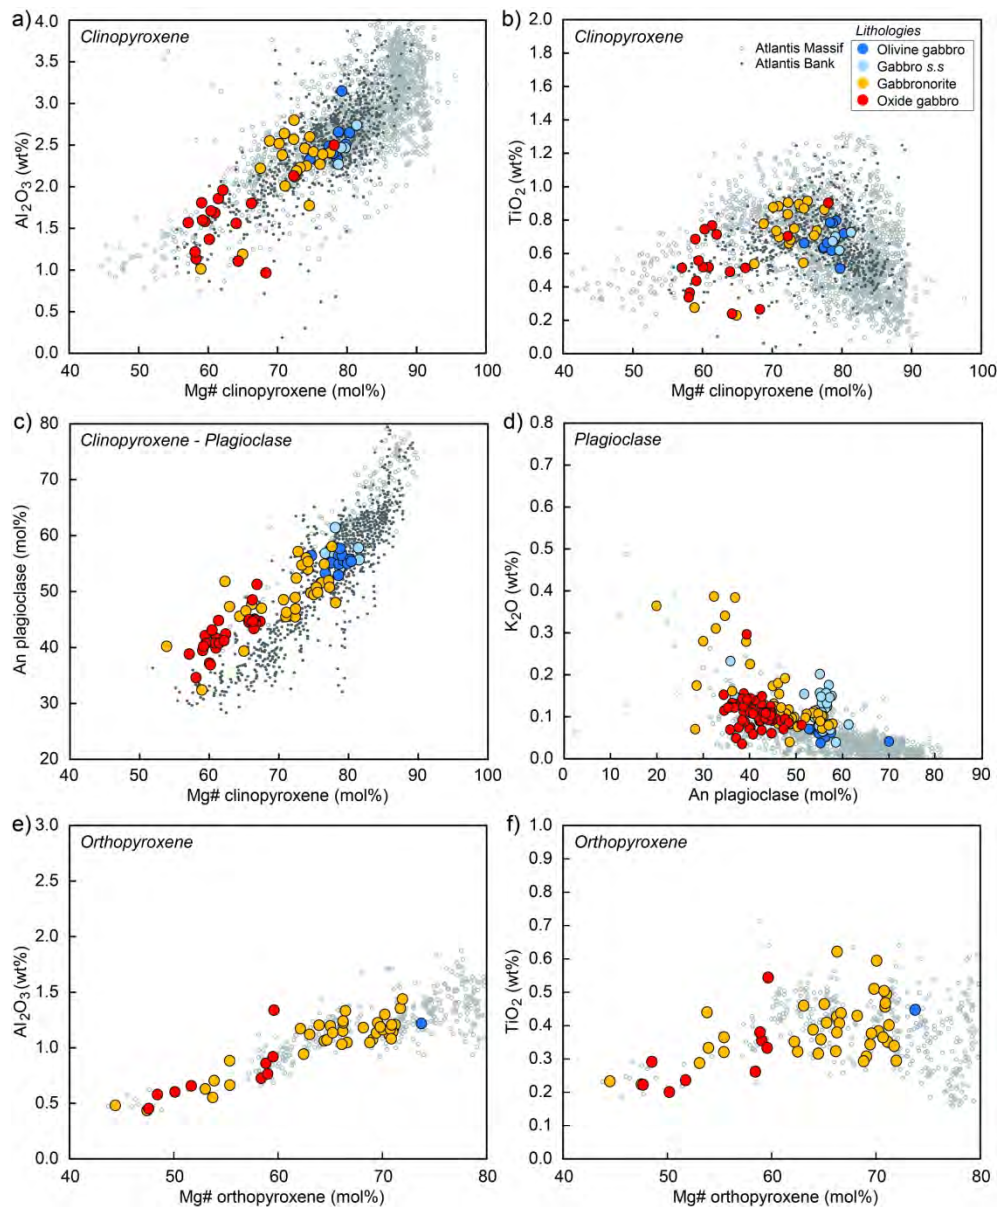 a) Clinopyroxene
4.0
3.5
3.0
2.5
2.0
1.5
1.0
0.5
0.0
Al2O3 (wt%)
40 50 60 70 80 90 100
Mg# clinopyroxene (mol%)
b) Clinopyroxene
Lithologies
Atlantis Massif
Atlantis Bank
Olivine gabbro
Gabbro s.s
Gabbronorite
Oxide gabbro
2.0
1.8
1.6
1.4
1.2
1.0
0.8
0.6
0.4
0.2
0.0
TiO2 (wt%)
40 50 60 70 80 90 100
Mg# clinopyroxene (mol%)
c) Clinopyroxene - Plagioclase
80
70
60
50
40
30
20
An plagioclase (mol%)
40 50 60 70 80 90 100
Mg# clinopyroxene (mol%)
d) Plagioclase
0.8
0.7
0.6
0.5
0.4
0.3
0.2
0.1
0
K2O (wt%)
0 10 20 30 40 50 60 70 80 90
An plagioclase (mol%)
e) Orthopyroxene
3.0
2.5
2.0
1.5
1.0
0.5
0.0
Al2O3 (wt%)
40 50 60 70 80
Mg# orthopyroxene (mol%)
f) Orthopyroxene
1.0
0.9
0.8
0.7
0.6
0.5
0.4
0.3
0.2
0.1
0.0
TiO2 (wt%)
40 50 60 70 80
Mg# orthopyroxene (mol%)